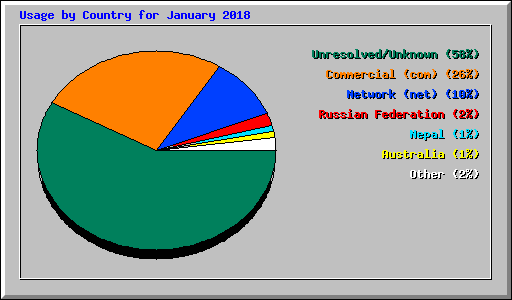 Usage by Country for January 2018
Unresolved/Unknown (58%)
Commercial (com) (26%)
Network (net) (10%)
Russian Federation (2%)
Nepal (1%)
Australia (1%)
Other (2%)